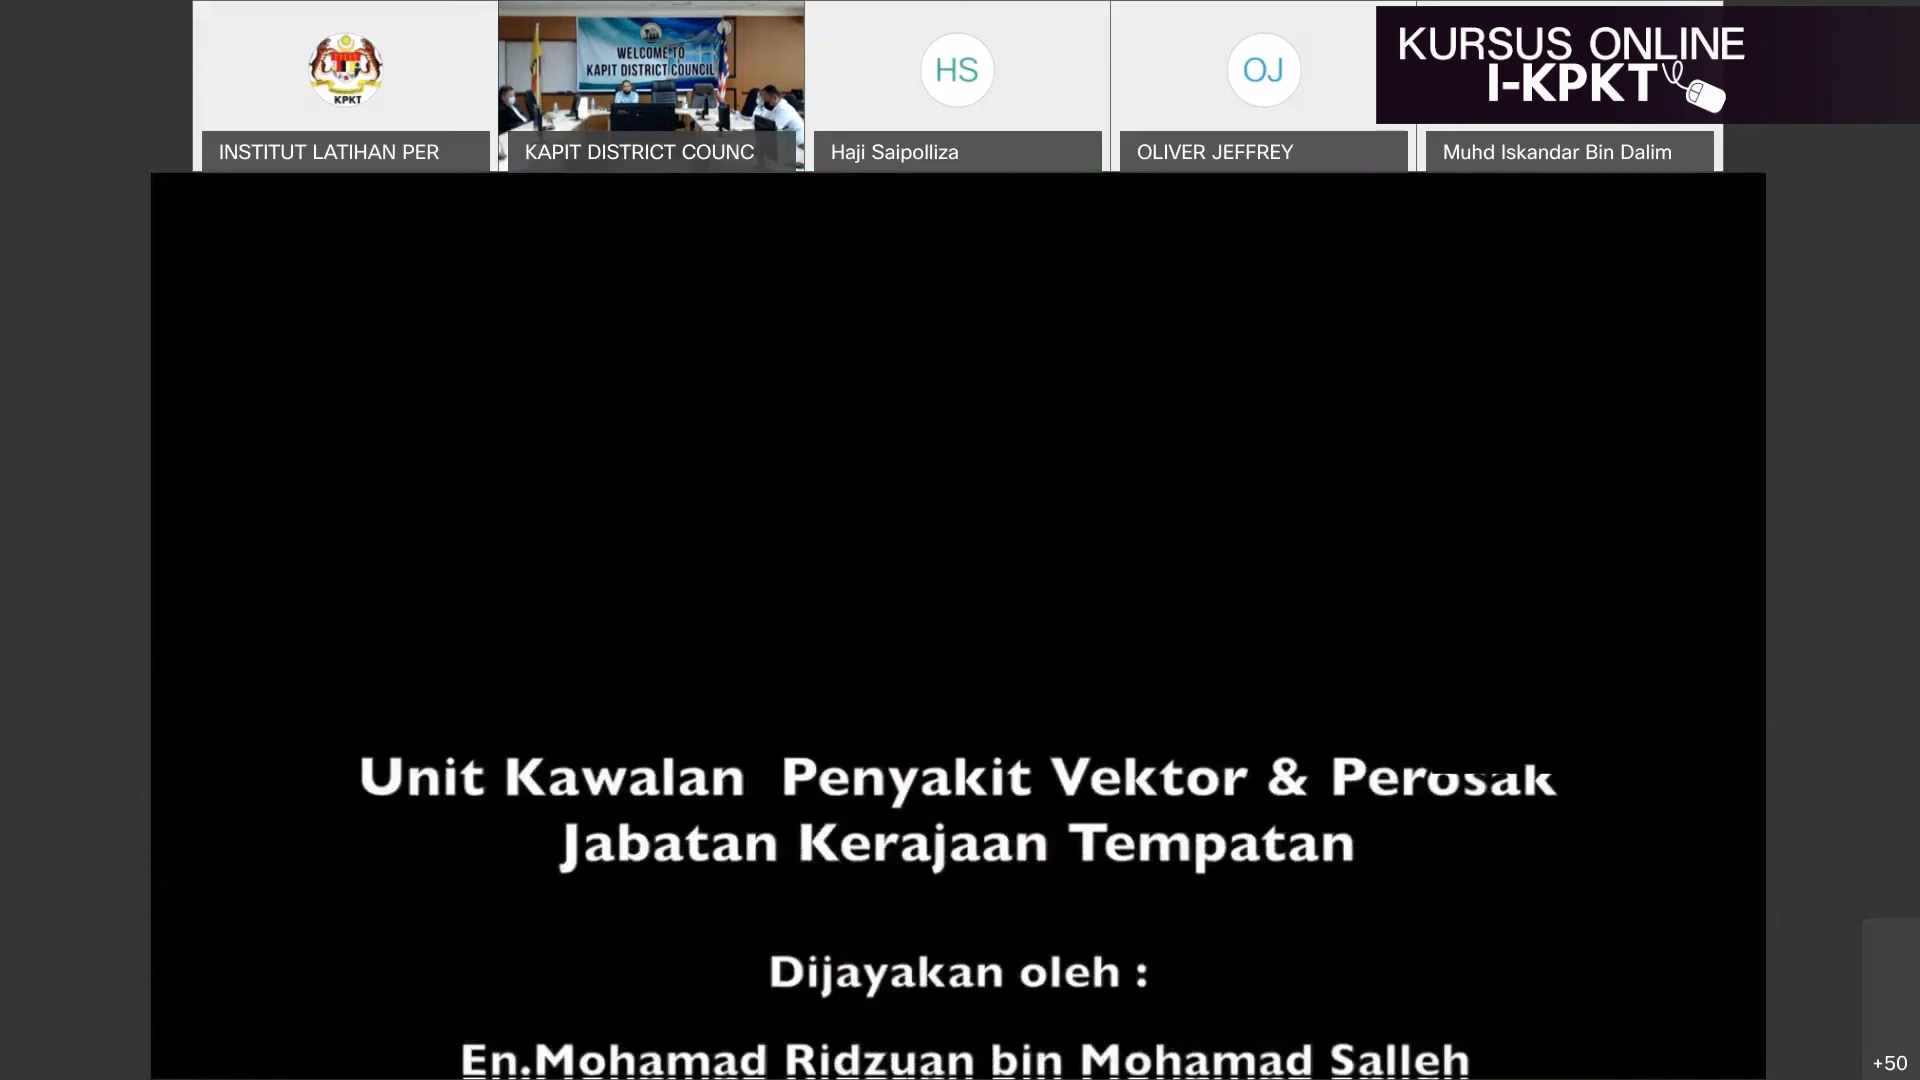 KPKT
WELCOME TO
KAPIT DISTRICT COUNCIL
HS
OJ
KURSUS ONLINE
I-KPKT
INSTITUT LATIHAN PER
KAPIT DISTRICT COUNC
Haji Saipolliza
OLIVER JEFFREY
Muhd Iskandar Bin Dalim
Unit Kawalan Penyakit Vektor & Perosak
Jabatan Kerajaan Tempatan
Dijayakan oleh :
En.Mohamad Ridzuan bin Mohamad Salleh
+50